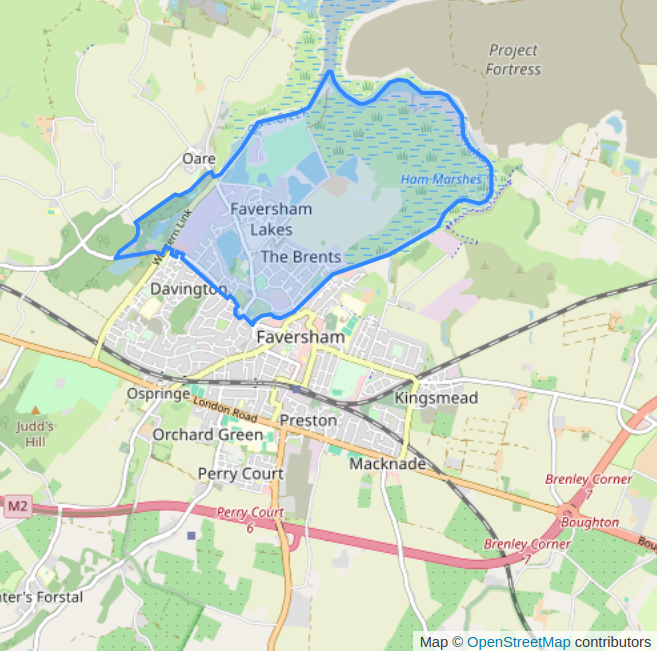 Project
Fortress
Oare
Ham Marshes
Faversham
Lakes
Western Link
The Brents
Davington
Faversham
Ospringe
London Road
Kingsmead
Judd's
Hill
Preston
Orchard Green
Macknade
Perry Court
Brenley Corner
7
M2
Perry Court
6
Boughton
Brenley Corner
7
ter's Forstal
Map © OpenStreetMap contributors